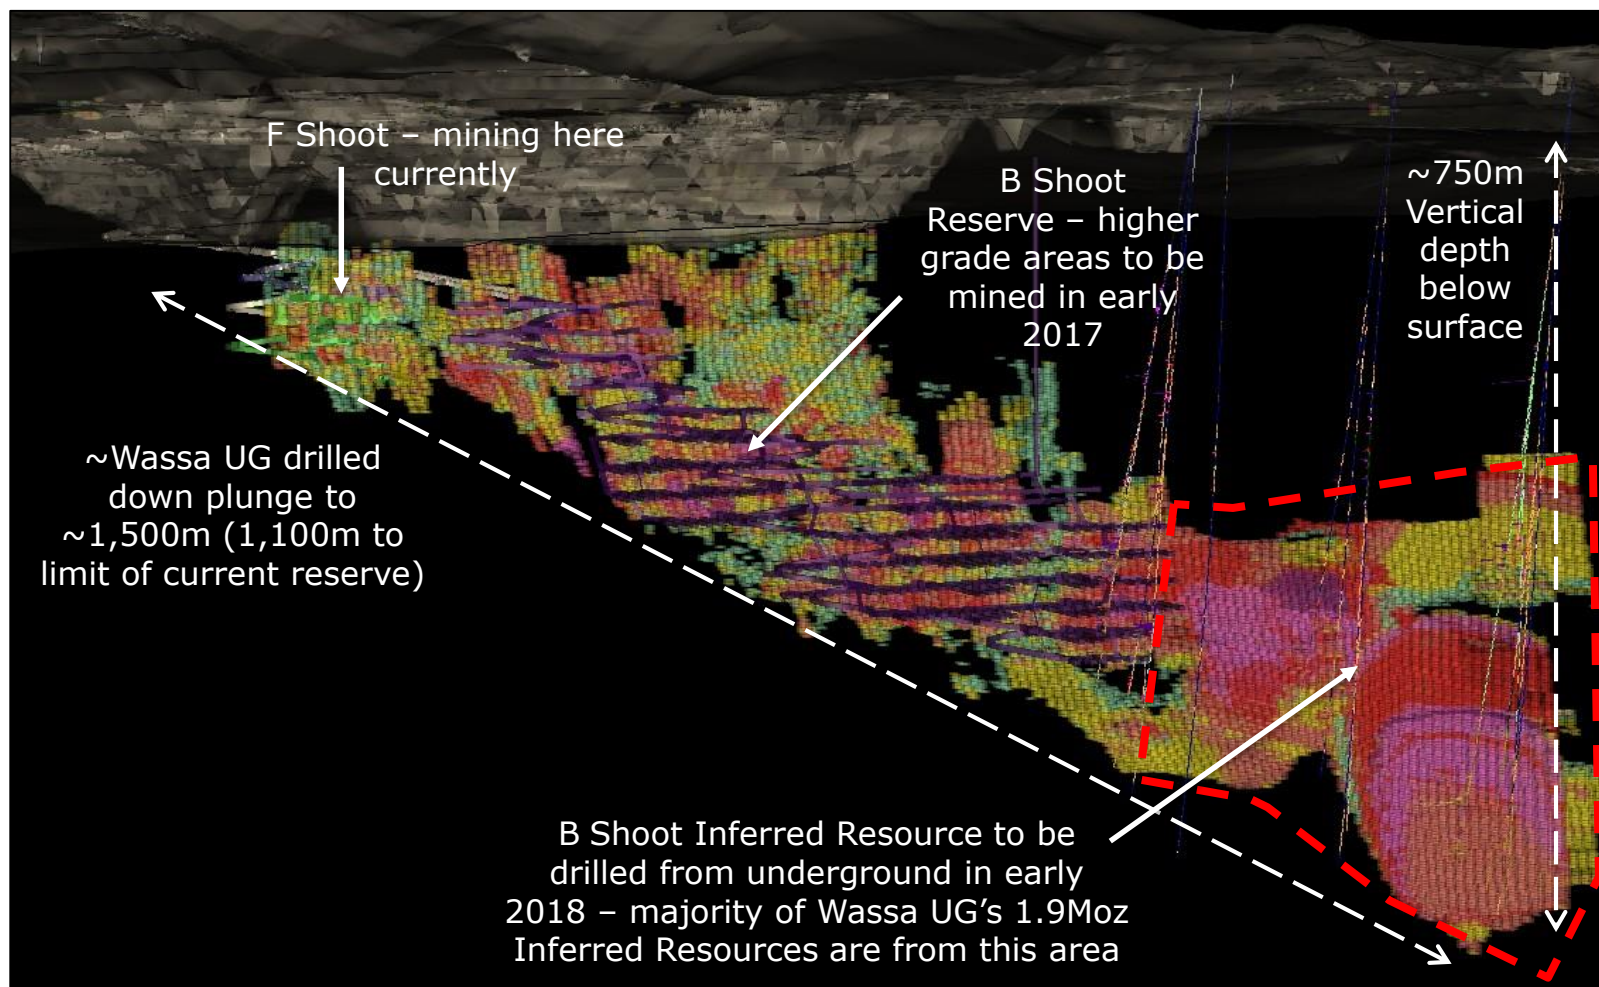 F Shoot – mining here
currently
B Shoot
Reserve – higher
grade areas to be
mined in early
2017
~750m
Vertical
depth
below
surface
~Wassa UG drilled
down plunge to
~1,500m (1,100m to
limit of current reserve)
B Shoot Inferred Resource to be
drilled from underground in early
2018 – majority of Wassa UG’s 1.9Moz
Inferred Resources are from this area